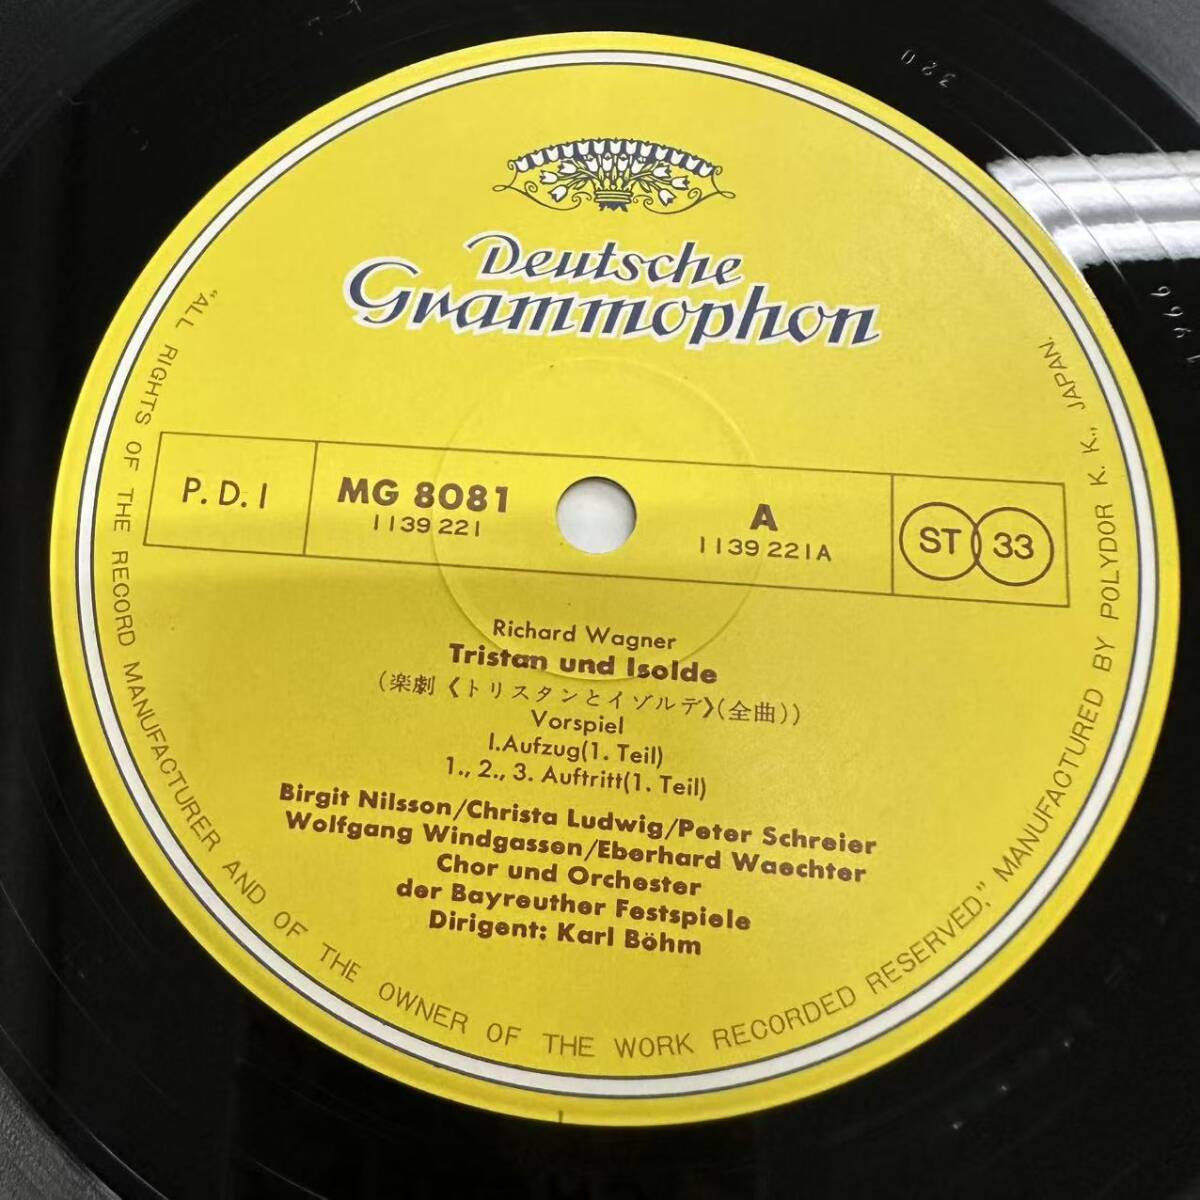 Deutsche
Grammophon
P.D.I
MG 8081
1139 221
A
1139 221A
ST 33
Richard Wagner
Tristan und Isolde
(楽劇《トリスタンとイゾルデ》(全曲))
Vorspiel
I.Aufzug(1. Teil)
1., 2., 3. Auftritt(1. Teil)
Birgit Nilsson/Christa Ludwig/Peter Schreier
Wolfgang Windgassen/Eberhard Waechter
Chor und Orchester
der Bayreuther Festspiele
Dirigent: Karl Böhm
"ALL RIGHTS OF THE RECORD MANUFACTURER AND OF THE OWNER OF THE WORK RECORDED RESERVED," MANUFACTURED BY POLYDOR K. K., JAPAN.
320